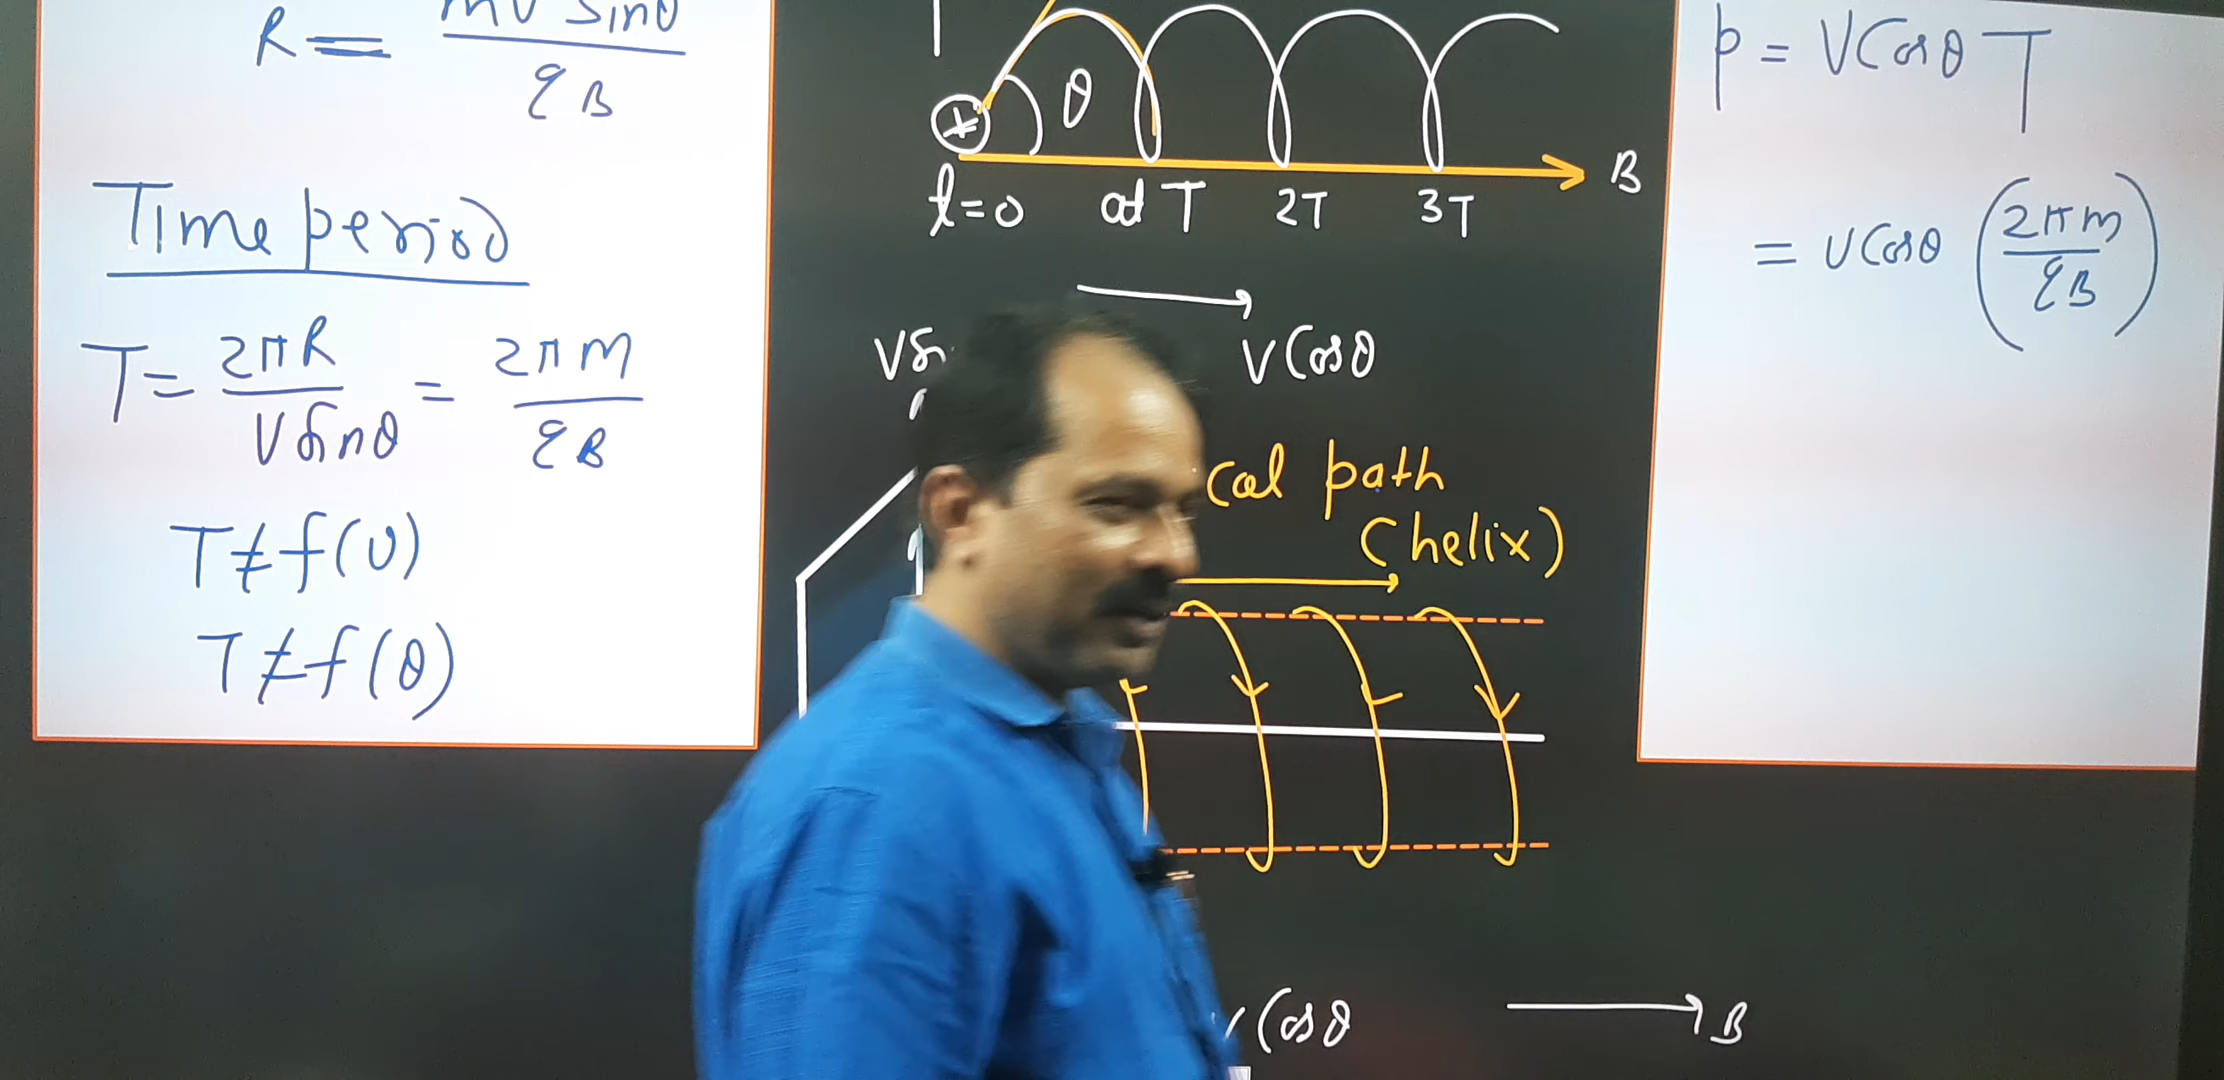 R = mv sinθ / qB
Time period
T = 2πR / v sinθ = 2πm / qB
T ≠ f(v)
T ≠ f(θ)
θ
+
B
t=0 at T 2T 3T
v cosθ
path
(helix)
v cosθ
B
p = v cosθ T
= v cosθ (2πm / qB)